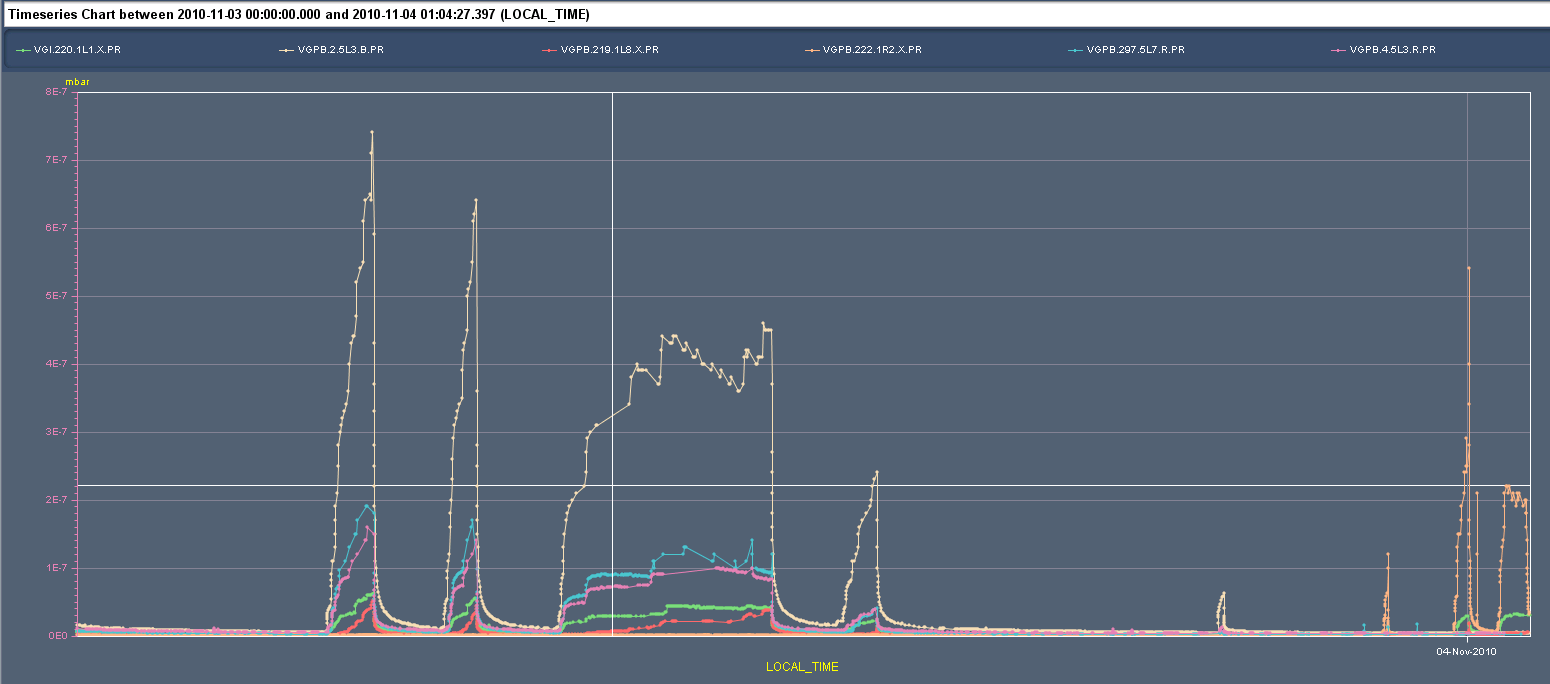 Timeseries Chart between 2010-11-03 00:00:00.000 and 2010-11-04 01:04:27.397 (LOCAL_TIME)
VGI.220.1L1.X.PR VGPB.2.5L3.B.PR VGPB.219.1L8.X.PR VGPB.222.1R2.X.PR VGPB.297.5L7.R.PR VGPB.4.5L3.R.PR
mbar
8E-7
7E-7
6E-7
5E-7
4E-7
3E-7
2E-7
1E-7
0E0
04-Nov-2010
LOCAL_TIME